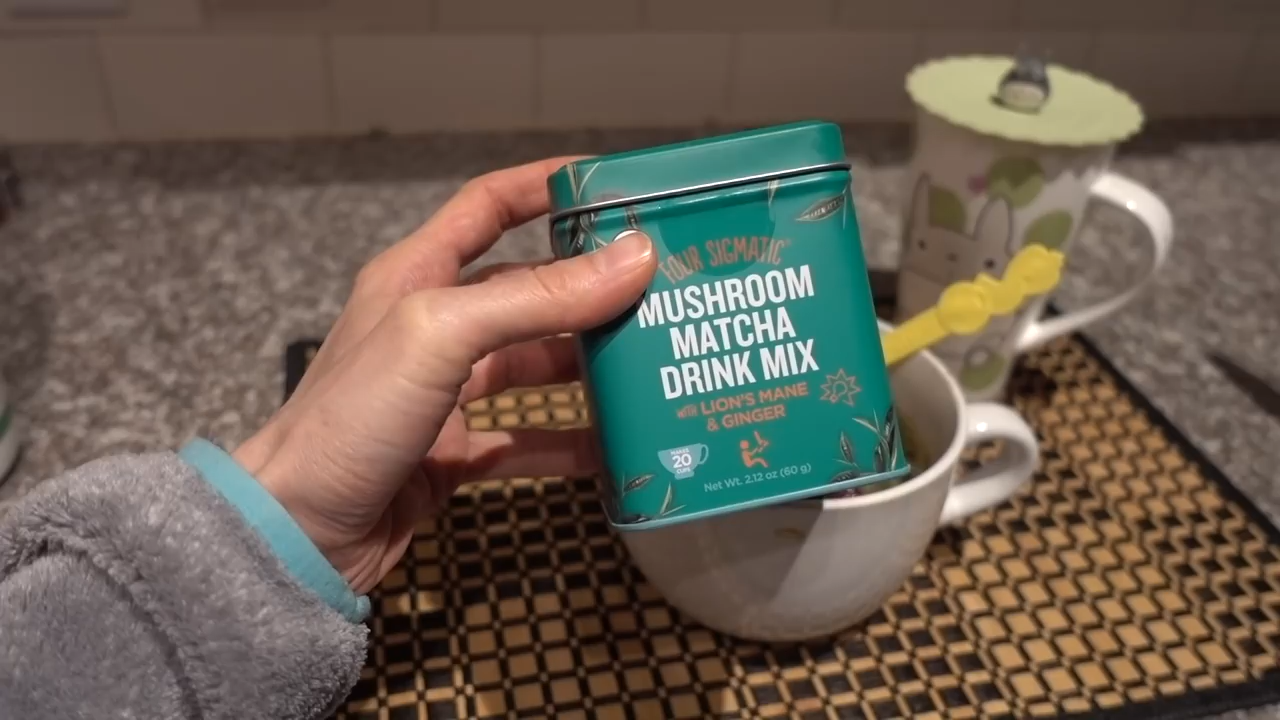 FOUR SIGMATIC®
MUSHROOM
MATCHA
DRINK MIX
WITH LION'S MANE
& GINGER
MAKES
20
CUPS
Net Wt. 2.12 oz (60 g)